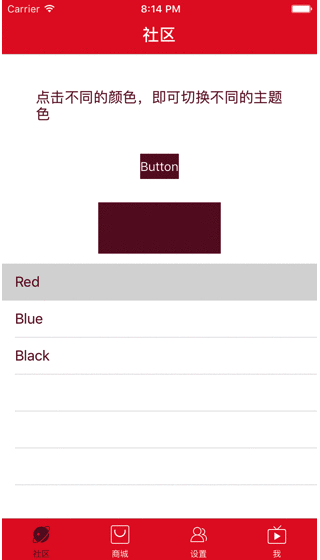 Carrier 8:14 PM
社区
点击不同的颜色，即可切换不同的主题
色
Button
Red
Blue
Black
社区 商城 设置 我